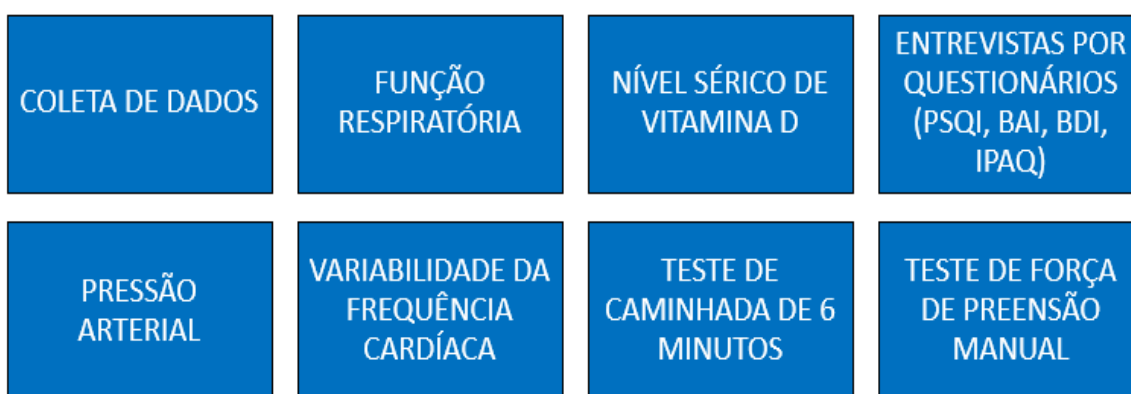 COLETA DE DADOS
FUNÇÃO
RESPIRATÓRIA
NÍVEL SÉRICO DE
VITAMINA D
ENTREVISTAS POR
QUESTIONÁRIOS
(PSQI, BAI, BDI,
IPAQ)
PRESSÃO
ARTERIAL
VARIABILIDADE DA
FREQUÊNCIA
CARDÍACA
TESTE DE
CAMINHADA DE 6
MINUTOS
TESTE DE FORÇA
DE PREENSÃO
MANUAL